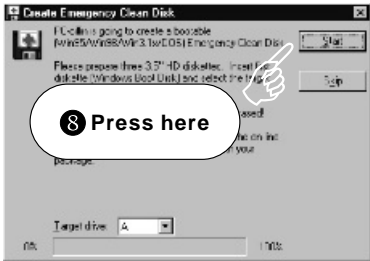 Create Emergency Clean Disk
PC-cillin is going to create a bootable
(Win95/Win98/Win3.1x/DOS) Emergency Clean Disk
Start
Please prepare three 3.5" HD diskettes. Insert
diskette (Windows Boot Disk) and select the
Skip
8 Press here
your
package.
Target drive: A:
0% 100%